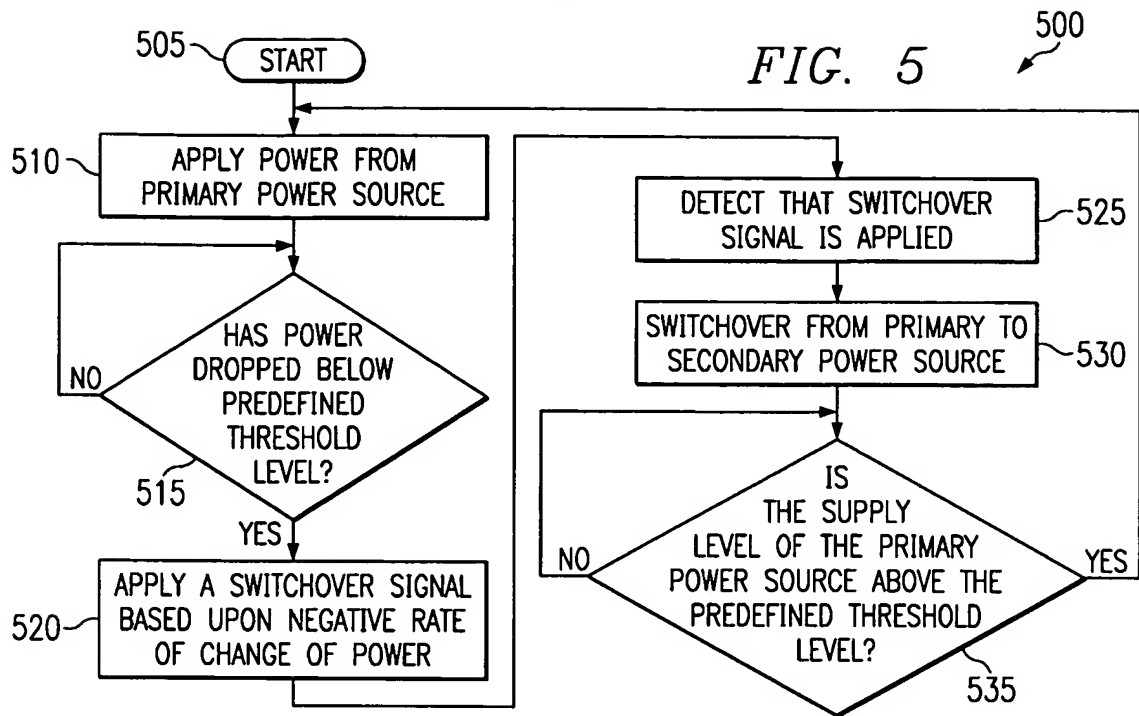 FIG. 5
500
505
START
510
APPLY POWER FROM
PRIMARY POWER SOURCE
HAS POWER
DROPPED BELOW
PREDEFINED
THRESHOLD
LEVEL?
NO
515
YES
520
APPLY A SWITCHOVER SIGNAL
BASED UPON NEGATIVE RATE
OF CHANGE OF POWER
DETECT THAT SWITCHOVER
SIGNAL IS APPLIED
525
SWITCHOVER FROM PRIMARY TO
SECONDARY POWER SOURCE
530
IS
THE SUPPLY
LEVEL OF THE PRIMARY
POWER SOURCE ABOVE THE
PREDEFINED THRESHOLD
LEVEL?
NO
YES
535